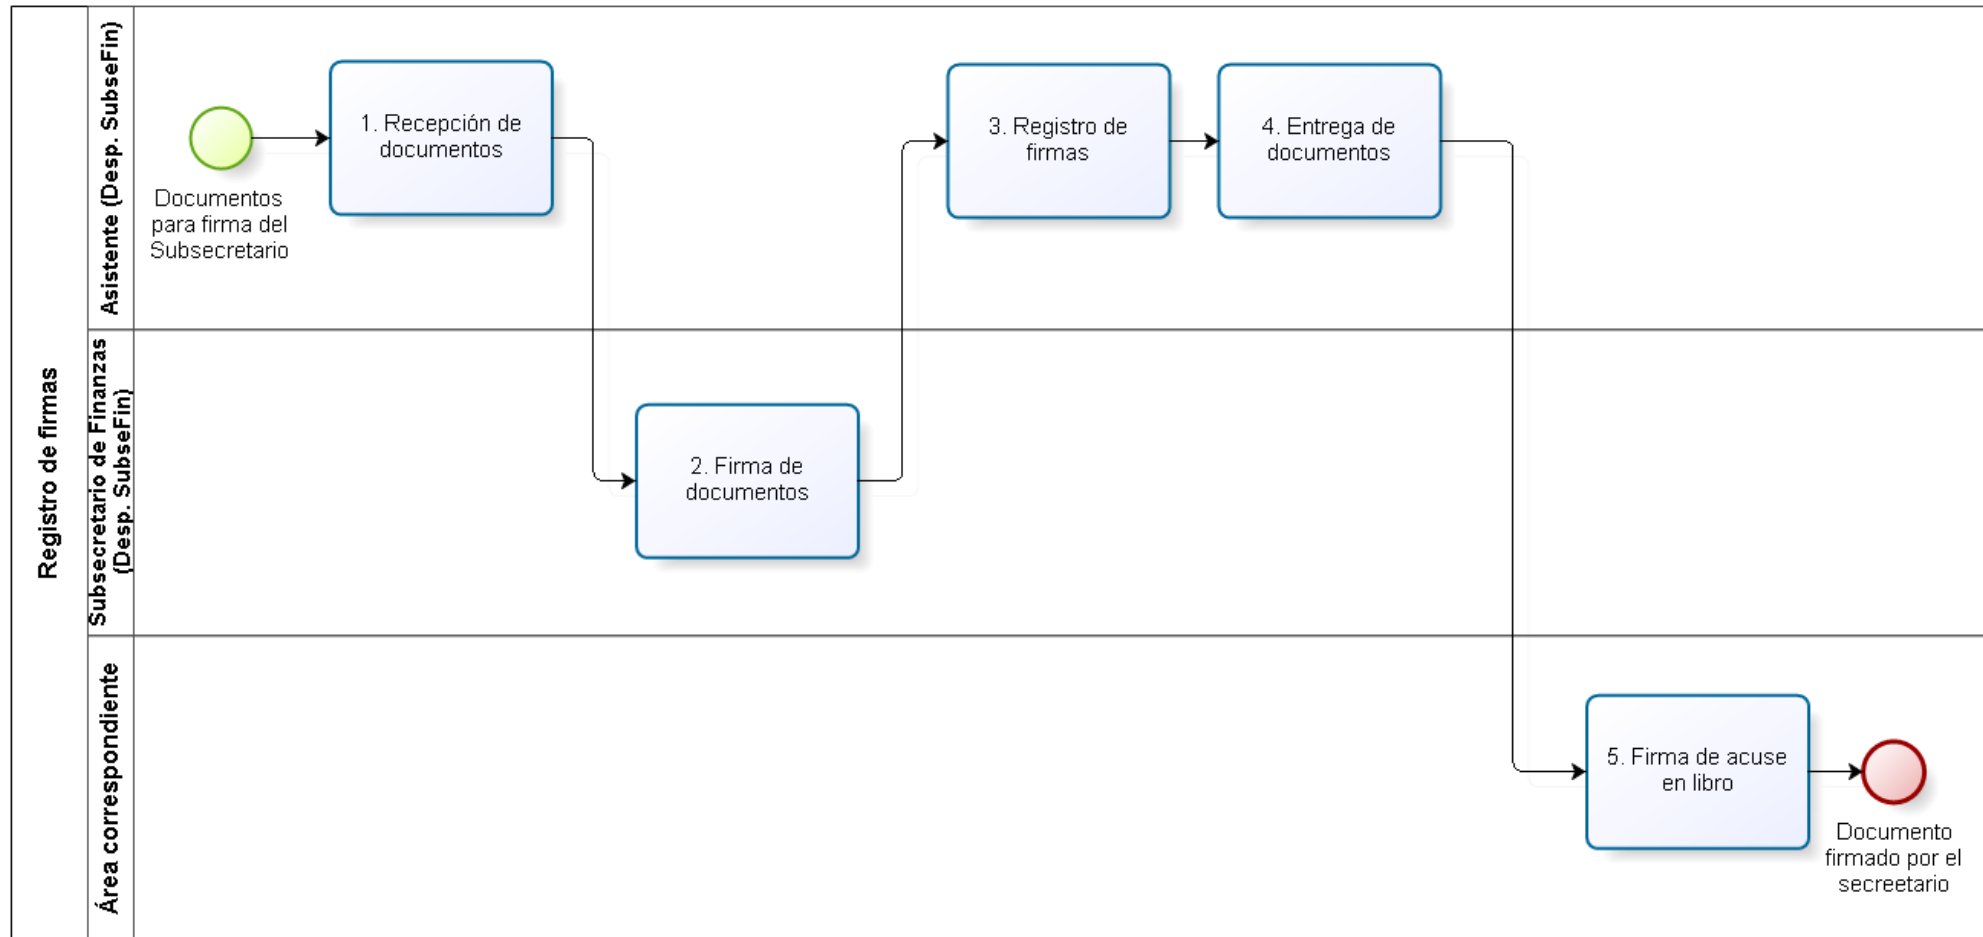 Registro de firmas
Asistente (Desp. SubseFin)
Documentos
para firma del
Subsecretario
1. Recepción de
documentos
3. Registro de
firmas
4. Entrega de
documentos
Subsecretario de Finanzas
(Desp. SubseFin)
2. Firma de
documentos
Área correspondiente
5. Firma de acuse
en libro
Documento
firmado por el
secreetario